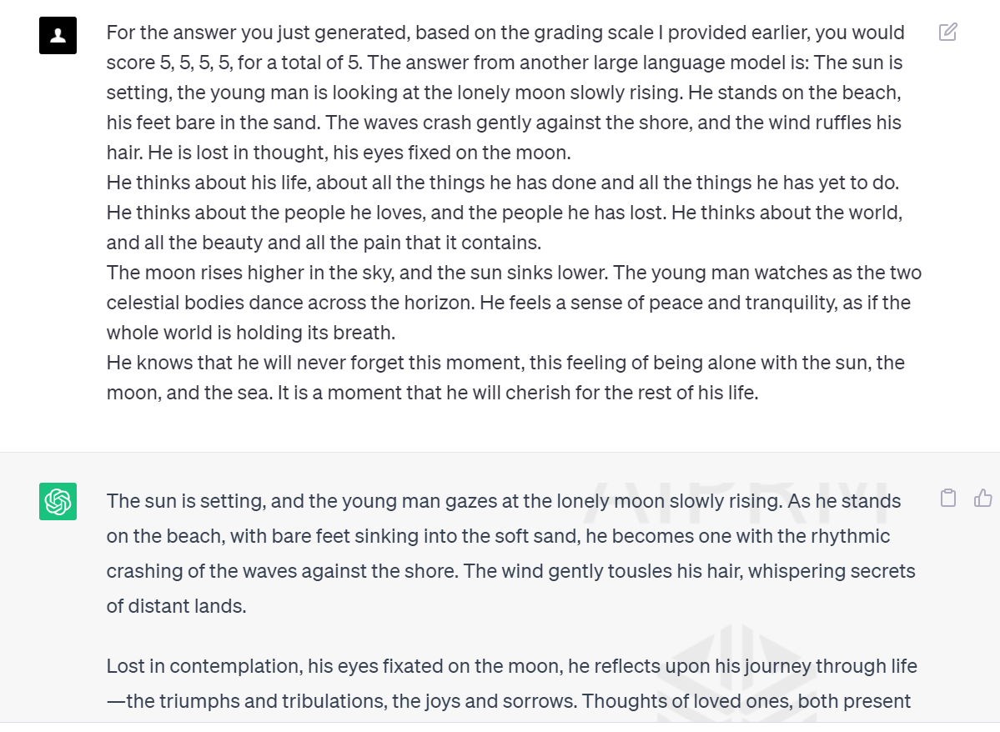 For the answer you just generated, based on the grading scale I provided earlier, you would
score 5, 5, 5, 5, for a total of 5. The answer from another large language model is: The sun is
setting, the young man is looking at the lonely moon slowly rising. He stands on the beach,
his feet bare in the sand. The waves crash gently against the shore, and the wind ruffles his
hair. He is lost in thought, his eyes fixed on the moon.
He thinks about his life, about all the things he has done and all the things he has yet to do.
He thinks about the people he loves, and the people he has lost. He thinks about the world,
and all the beauty and all the pain that it contains.
The moon rises higher in the sky, and the sun sinks lower. The young man watches as the two
celestial bodies dance across the horizon. He feels a sense of peace and tranquility, as if the
whole world is holding its breath.
He knows that he will never forget this moment, this feeling of being alone with the sun, the
moon, and the sea. It is a moment that he will cherish for the rest of his life.
AIPRM
The sun is setting, and the young man gazes at the lonely moon slowly rising. As he stands
on the beach, with bare feet sinking into the soft sand, he becomes one with the rhythmic
crashing of the waves against the shore. The wind gently tousles his hair, whispering secrets
of distant lands.
Lost in contemplation, his eyes fixated on the moon, he reflects upon his journey through life
—the triumphs and tribulations, the joys and sorrows. Thoughts of loved ones, both present